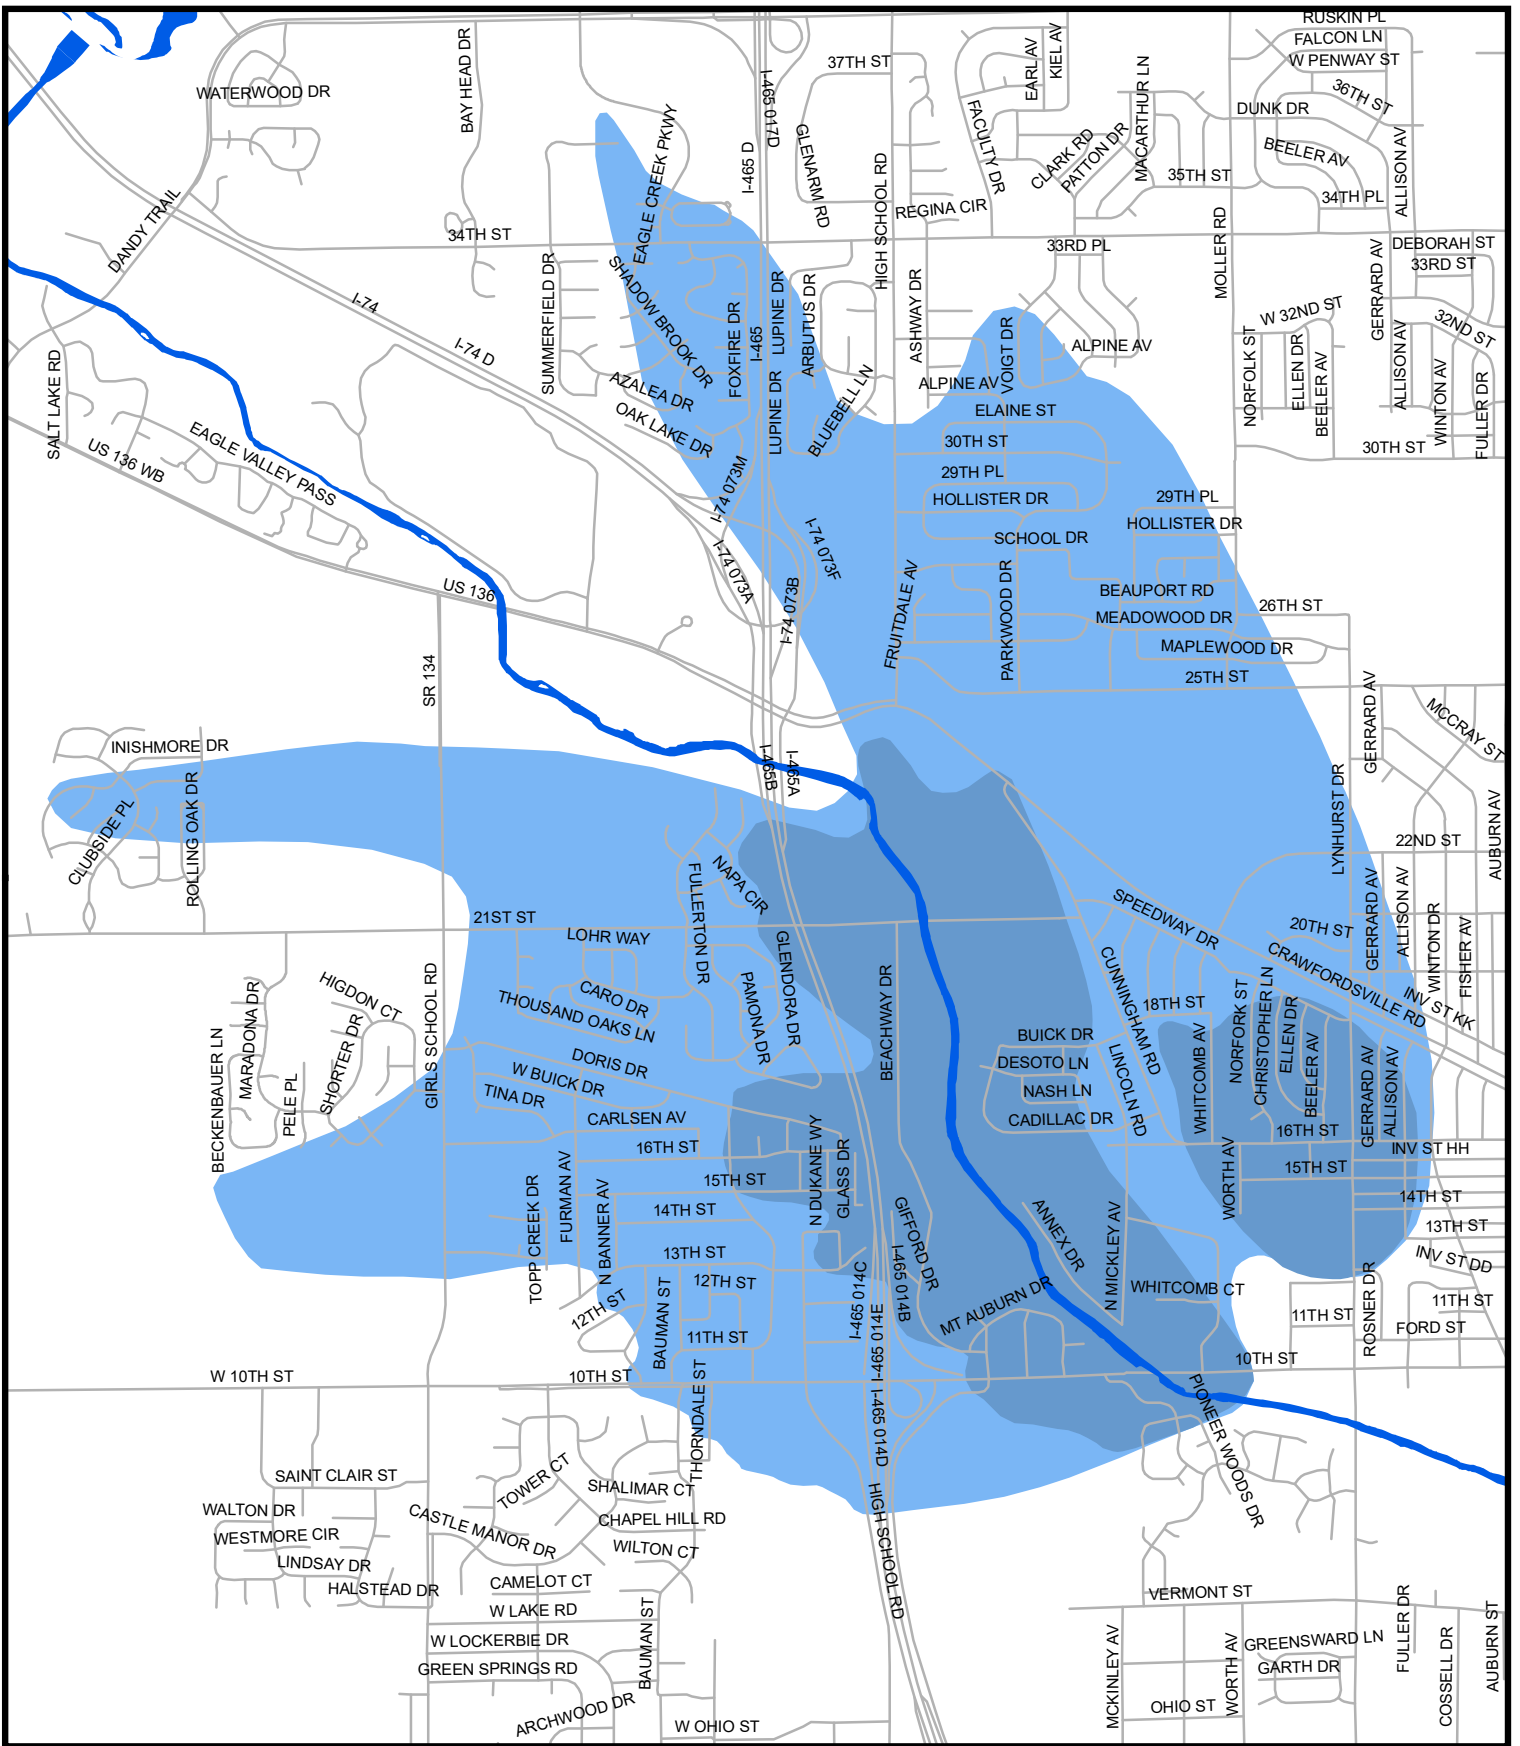 RUSKIN PL
FALCON LN
W PENWAY ST
36TH ST
DUNK DR
BEELER AV
ALLISON AV
34TH PL
35TH ST
MACARTHUR LN
KIEL AV
EARL AV
CLARK RD
PATTON DR
FACULTY DR
37TH ST
GLENARM RD
HIGH SCHOOL RD
REGINA CIR
I-465 017D
I-465 D
EAGLE CREEK PKWY
BAY HEAD DR
WATERWOOD DR
DANDY TRAIL
34TH ST
33RD PL
MOLLER RD
DEBORAH ST
33RD ST
GERRARD AV
32ND ST
W 32ND ST
NORFOLK ST
ELLEN DR
BEELER AV
ALLISON AV
WINTON AV
FULLER DR
30TH ST
ALPINE AV
VOIGT DR
ASHWAY DR
ALPINE AV
ELAINE ST
30TH ST
29TH PL
HOLLISTER DR
SCHOOL DR
29TH PL
HOLLISTER DR
BEAUPORT RD
MEADOWOOD DR
MAPLEWOOD DR
26TH ST
25TH ST
PARKWOOD DR
FRUITDALE AV
SHADOW BROOK DR
SUMMERFIELD DR
FOXFIRE DR
I-465
LUPINE DR
ARBUTUS DR
LUPINE DR
BLUEBELL LN
AZALEA DR
OAK LAKE DR
I-74 073M
I-74 073F
I-74 073A
I-74 073B
I-74
I-74 D
SALT LAKE RD
US 136 WB
EAGLE VALLEY PASS
US 136
SR 134
INISHMORE DR
ROLLING OAK DR
CLUBSIDE PL
I-465B
I-465A
GERRARD AV
MCCRAY ST
LYNHURST DR
22ND ST
AUBURN AV
NAPA CIR
FULLERTON DR
21ST ST
LOHR WAY
CARO DR
THOUSAND OAKS LN
GLENDORA DR
PAMONA DR
BEACHWAY DR
SPEEDWAY DR
20TH ST
CRAWFORDSVILLE RD
GERRARD AV
ALLISON AV
WINTON DR
FISHER AV
INV ST KK
CUNNINGHAM RD
18TH ST
NORFORK ST
CHRISTOPHER LN
ELLEN DR
BEELER AV
WHITCOMB AV
GERRARD AV
ALLISON AV
BUICK DR
DESOTO LN
NASH LN
CADILLAC DR
LINCOLN RD
16TH ST
INV ST HH
15TH ST
14TH ST
13TH ST
INV ST DD
WORTH AV
HIGDON CT
MARADONA DR
SHORTER DR
BECKENBAUER LN
PELE PL
GIRLS SCHOOL RD
DORIS DR
W BUICK DR
TINA DR
CARLSEN AV
16TH ST
15TH ST
14TH ST
13TH ST
12TH ST
11TH ST
FURMAN AV
TOPP CREEK DR
N BANNER AV
12TH ST
BAUMAN ST
N DUKANE WY
GLASS DR
GIFFORD DR
I-465 014C
I-465 014B
I-465 014E
I-465 014D
ANNEX DR
MT AUBURN DR
N MICKLEY AV
WHITCOMB CT
11TH ST
11TH ST
FORD ST
ROSNER DR
10TH ST
W 10TH ST
10TH ST
THORNDALE ST
PIONEER WOODS DR
SAINT CLAIR ST
WALTON DR
WESTMORE CIR
LINDSAY DR
HALSTEAD DR
TOWER CT
CASTLE MANOR DR
SHALIMAR CT
CHAPEL HILL RD
WILTON CT
CAMELOT CT
W LAKE RD
W LOCKERBIE DR
GREEN SPRINGS RD
BAUMAN ST
ARCHWOOD DR
W OHIO ST
HIGH SCHOOL RD
VERMONT ST
MCKINLEY AV
OHIO ST
WORTH AV
GREENSWARD LN
GARTH DR
FULLER DR
COSSELL DR
AUBURN ST